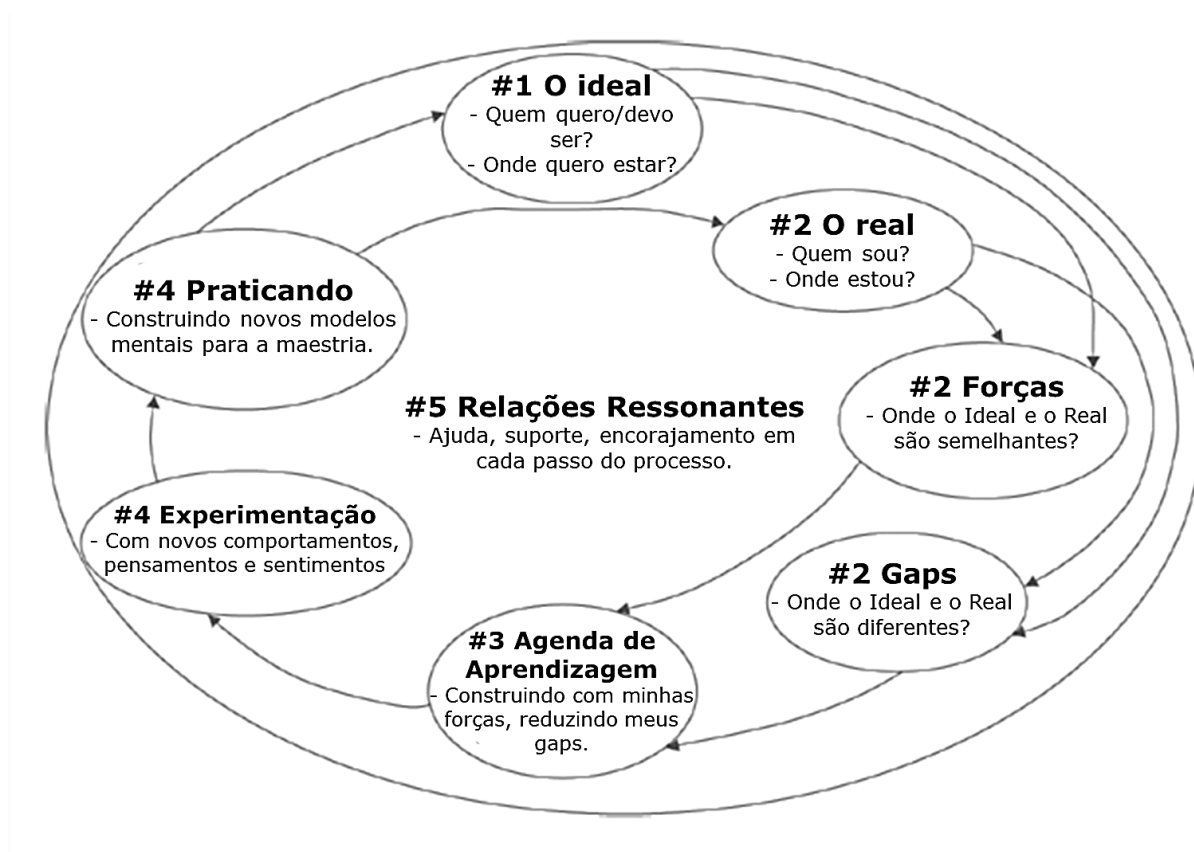 #1 O ideal
- Quem quero/devo
ser?
- Onde quero estar?
#2 O real
- Quem sou?
- Onde estou?
#4 Praticando
- Construindo novos modelos
mentais para a maestria.
#2 Forças
- Onde o Ideal e o Real
são semelhantes?
#5 Relações Ressonantes
- Ajuda, suporte, encorajamento em
cada passo do processo.
#4 Experimentação
- Com novos comportamentos,
pensamentos e sentimentos
#2 Gaps
- Onde o Ideal e o Real
são diferentes?
#3 Agenda de
Aprendizagem
- Construindo com minhas
forças, reduzindo meus
gaps.